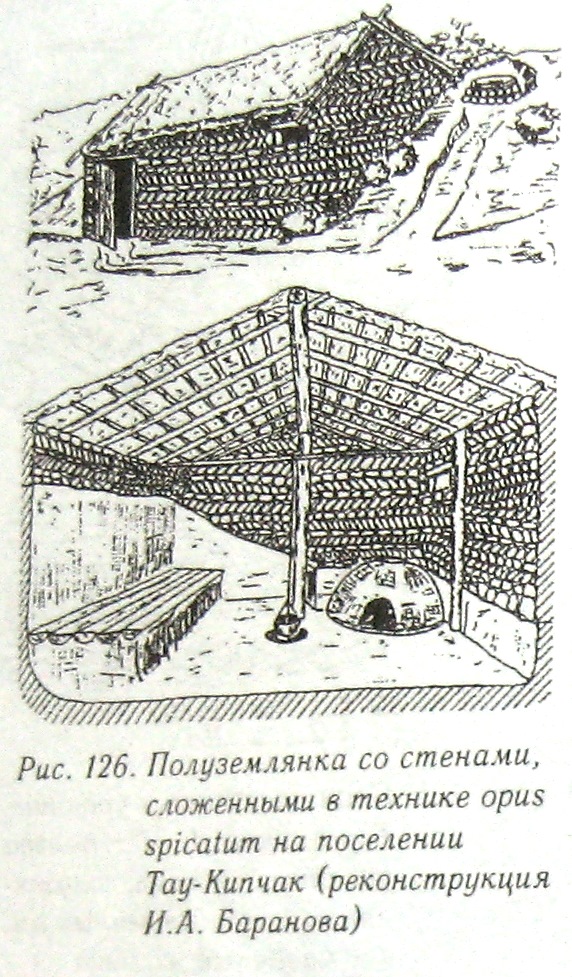 Рис. 126. Полуземлянка со стенами,
сложенными в технике opus
spicatum на поселении
Тау-Кипчак (реконструкция
И.А. Баранова)